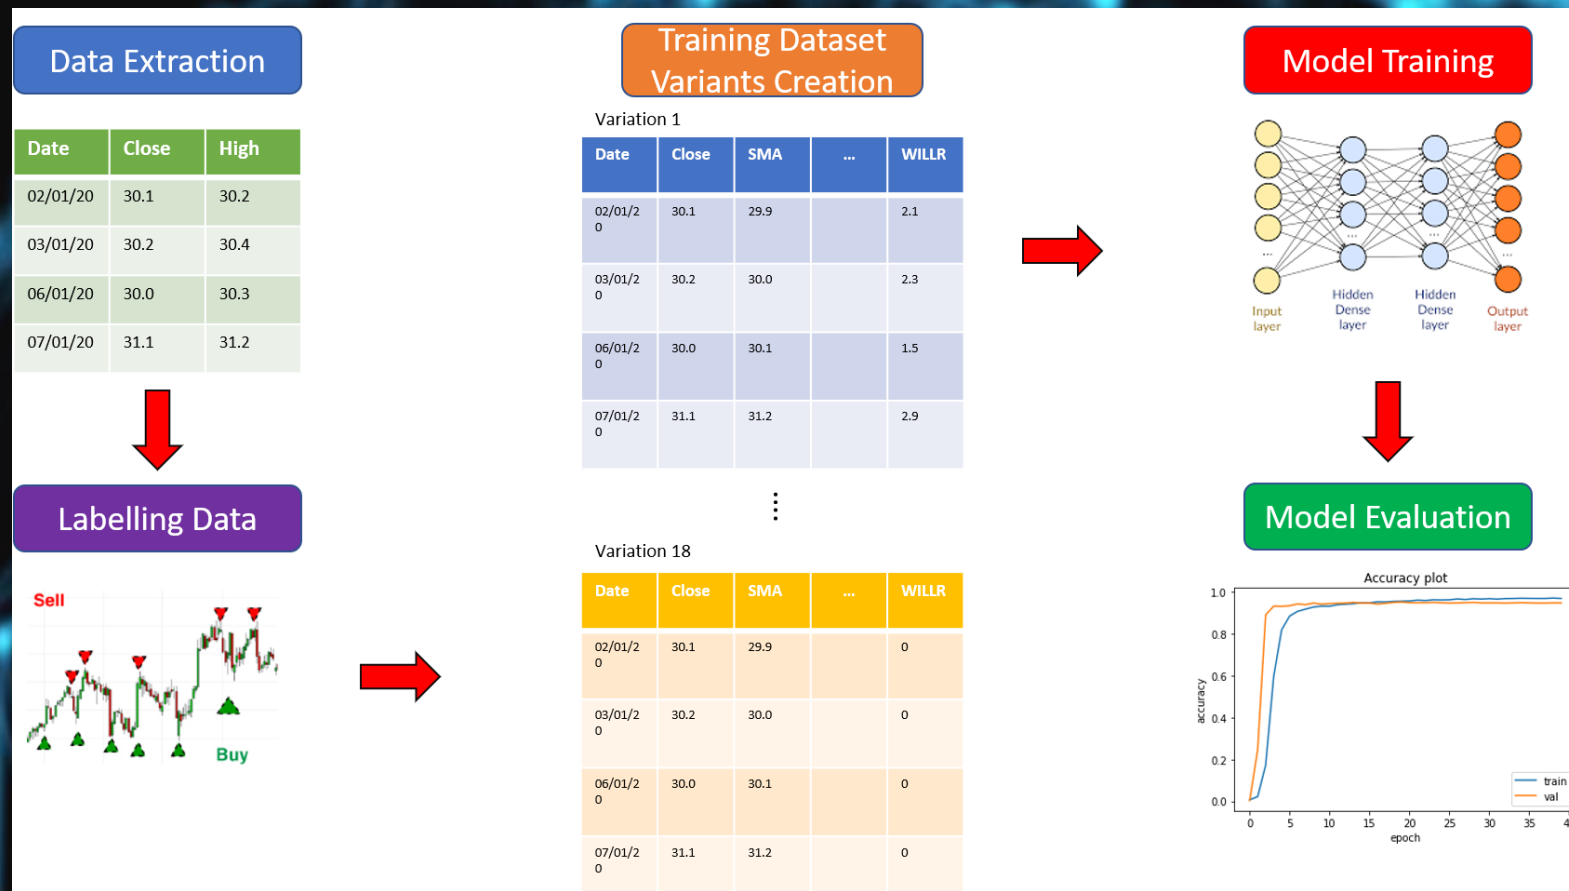 Data Extraction
Date Close High
02/01/20 30.1 30.2
03/01/20 30.2 30.4
06/01/20 30.0 30.3
07/01/20 31.1 31.2
Labelling Data
Sell
Buy
Training Dataset
Variants Creation
Variation 1
Date Close SMA ... WILLR
02/01/2 30.1 29.9 2.1
0
03/01/2 30.2 30.0 2.3
0
06/01/2 30.0 30.1 1.5
0
07/01/2 31.1 31.2 2.9
0
Variation 18
Date Close SMA ... WILLR
02/01/2 30.1 29.9 0
0
03/01/2 30.2 30.0 0
0
06/01/2 30.0 30.1 0
0
07/01/2 31.1 31.2 0
0
Model Training
... ... ... ...
Input Hidden Hidden Output
layer Dense Dense layer
layer layer
Model Evaluation
Accuracy plot
1.0
0.8
0.6
0.4
0.2
0.0
accuracy
train
val
0 5 10 15 20 25 30 35 4
epoch